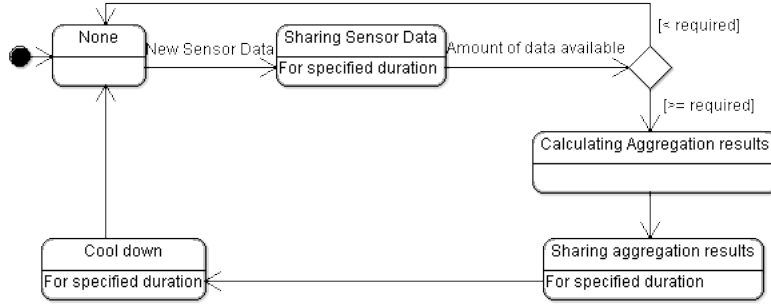 None
New Sensor Data
Sharing Sensor Data
For specified duration
Amount of data available
[< required]
[>= required]
Calculating Aggregation results
Sharing aggregation results
For specified duration
Cool down
For specified duration